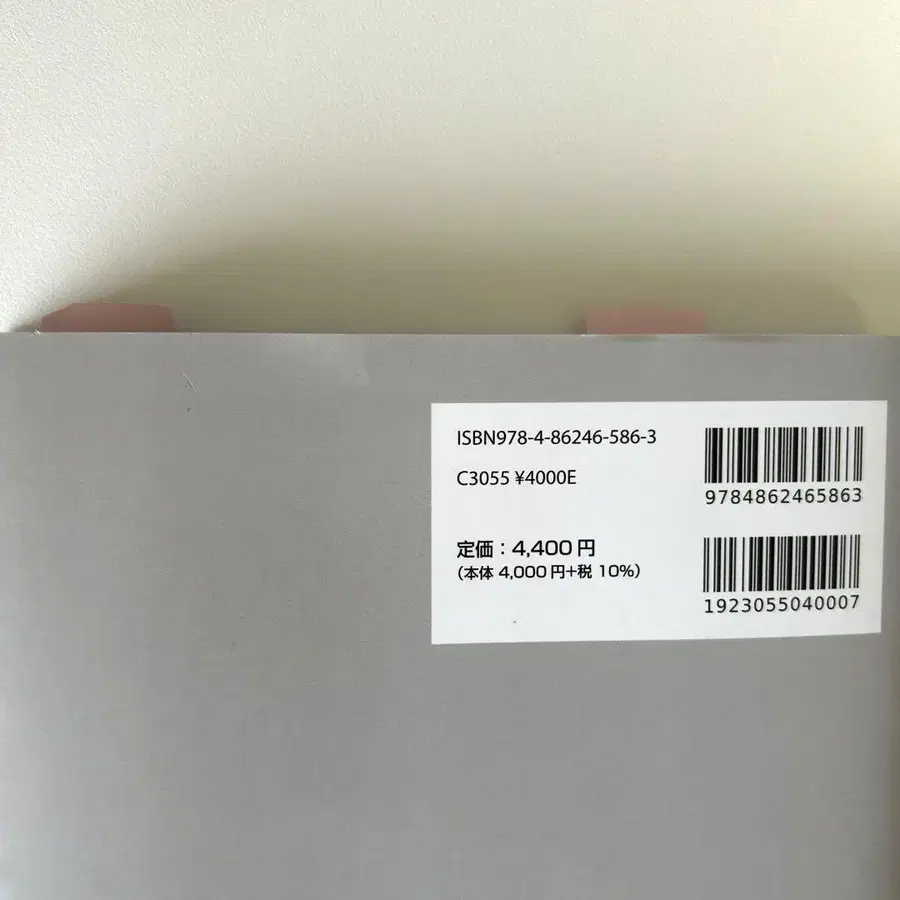 ISBN978-4-86246-586-3
C3055 ¥4000E
定価：4,400円
（本体 4,000円+税 10%）
9784862465863
1923055040007